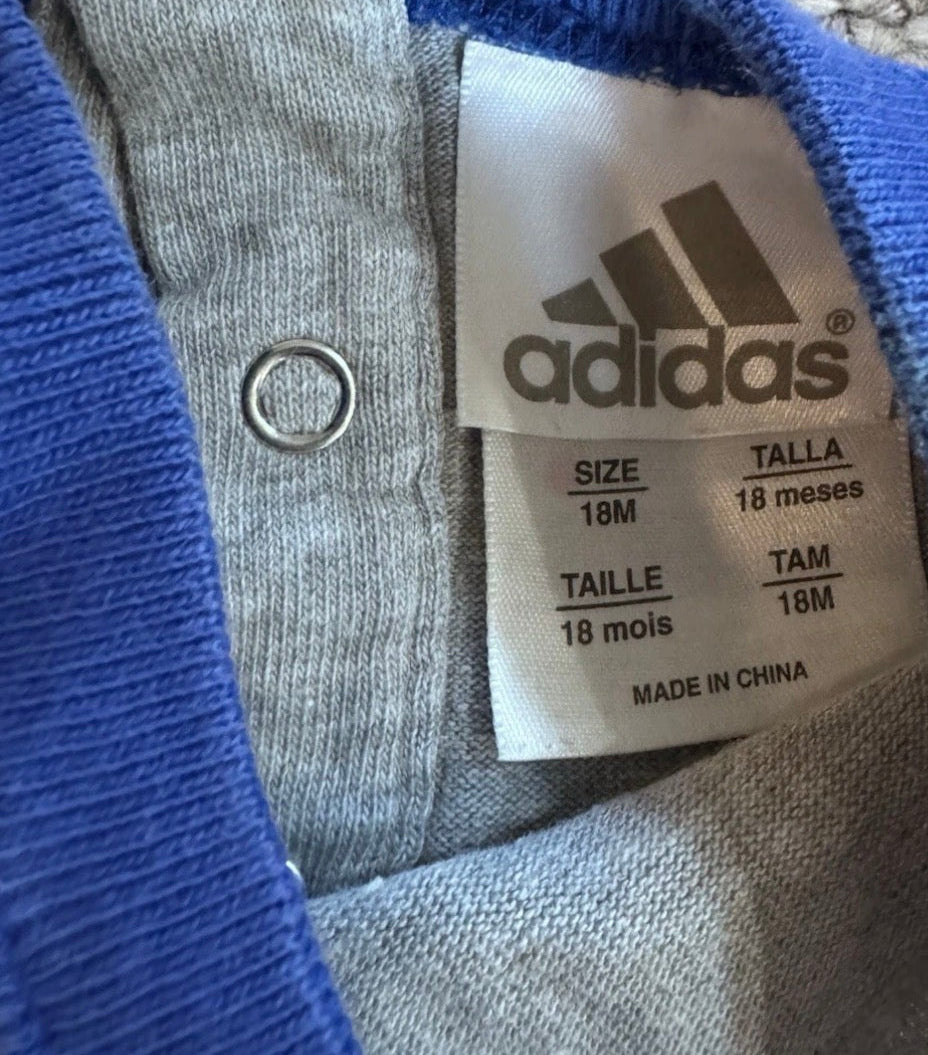 adidas®
SIZE
18M
TALLA
18 meses
TAILLE
18 mois
TAM
18M
MADE IN CHINA